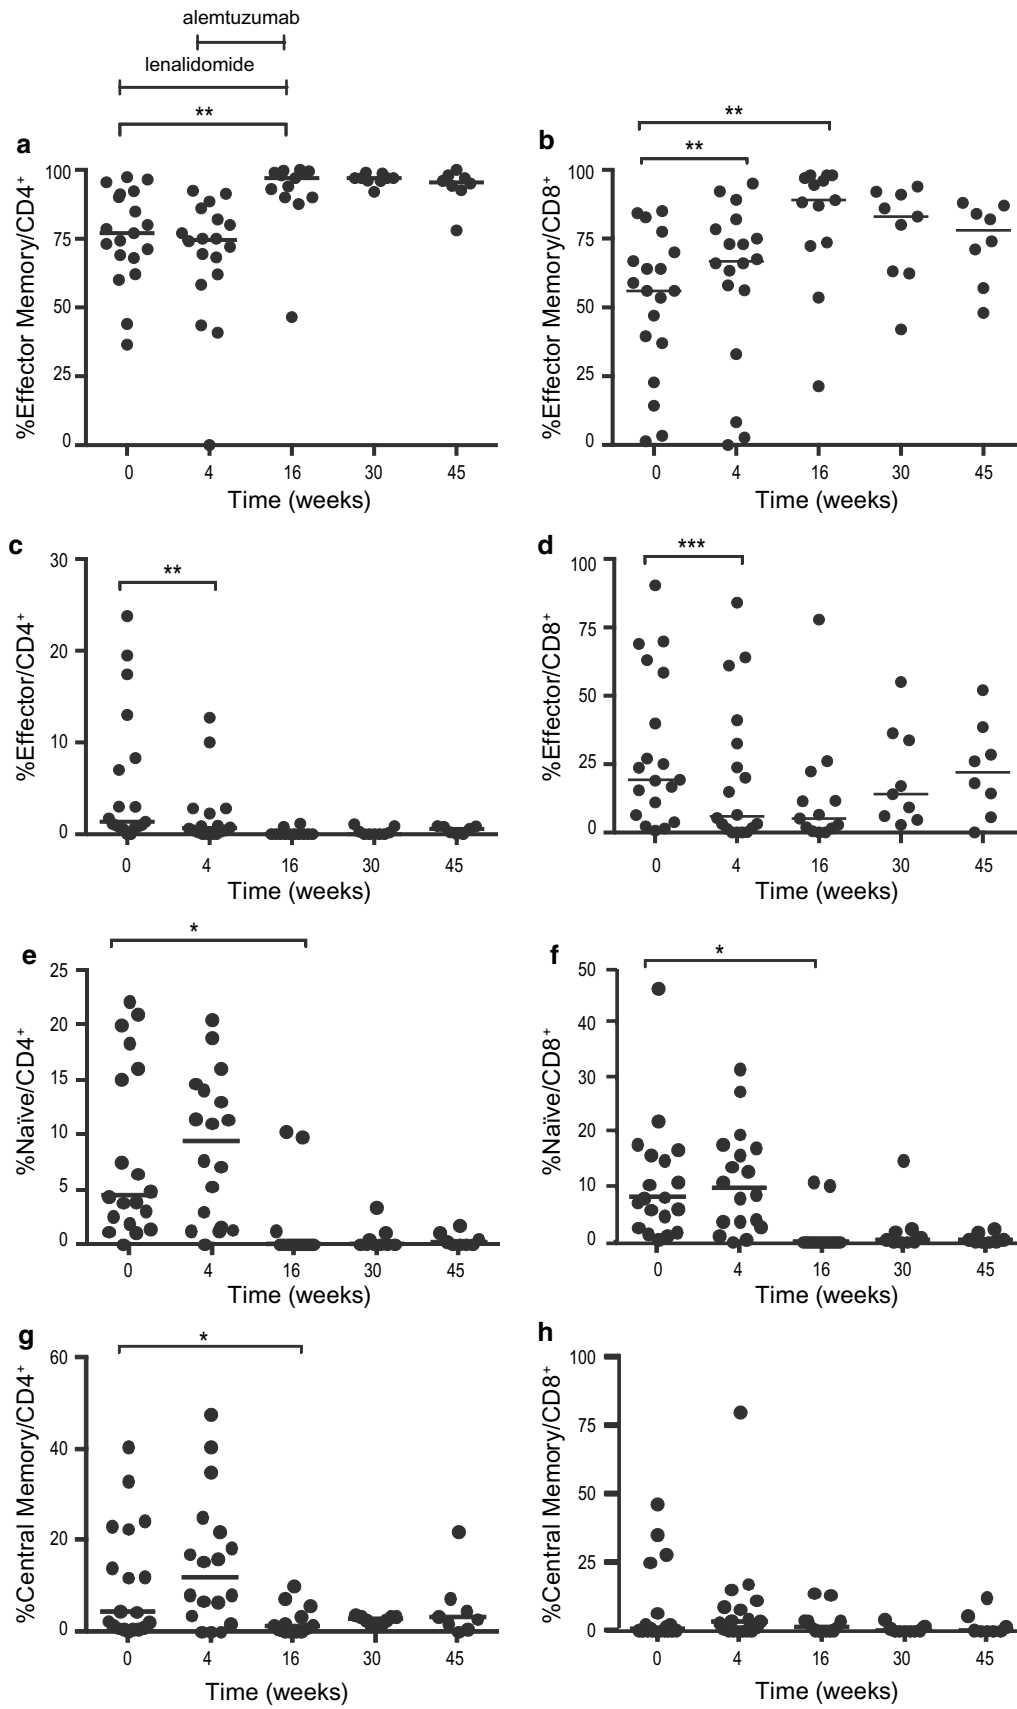 alemtuzumab
lenalidomide
**
a
%Effector Memory/CD4⁺
100
75
50
25
0
0 4 16 30 45
Time (weeks)
**
**
b
%Effector Memory/CD8⁺
100
75
50
25
0
0 4 16 30 45
Time (weeks)
c
**
%Effector/CD4⁺
30
20
10
0
0 4 16 30 45
Time (weeks)
d
***
%Effector/CD8⁺
100
75
50
25
0
0 4 16 30 45
Time (weeks)
e
*
%Naïve/CD4⁺
25
20
15
10
5
0
0 4 16 30 45
Time (weeks)
f
*
%Naïve/CD8⁺
50
40
30
20
10
0
0 4 16 30 45
Time (weeks)
g
*
%Central Memory/CD4⁺
60
40
20
0
0 4 16 30 45
Time (weeks)
h
%Central Memory/CD8⁺
100
75
50
25
0
0 4 16 30 45
Time (weeks)